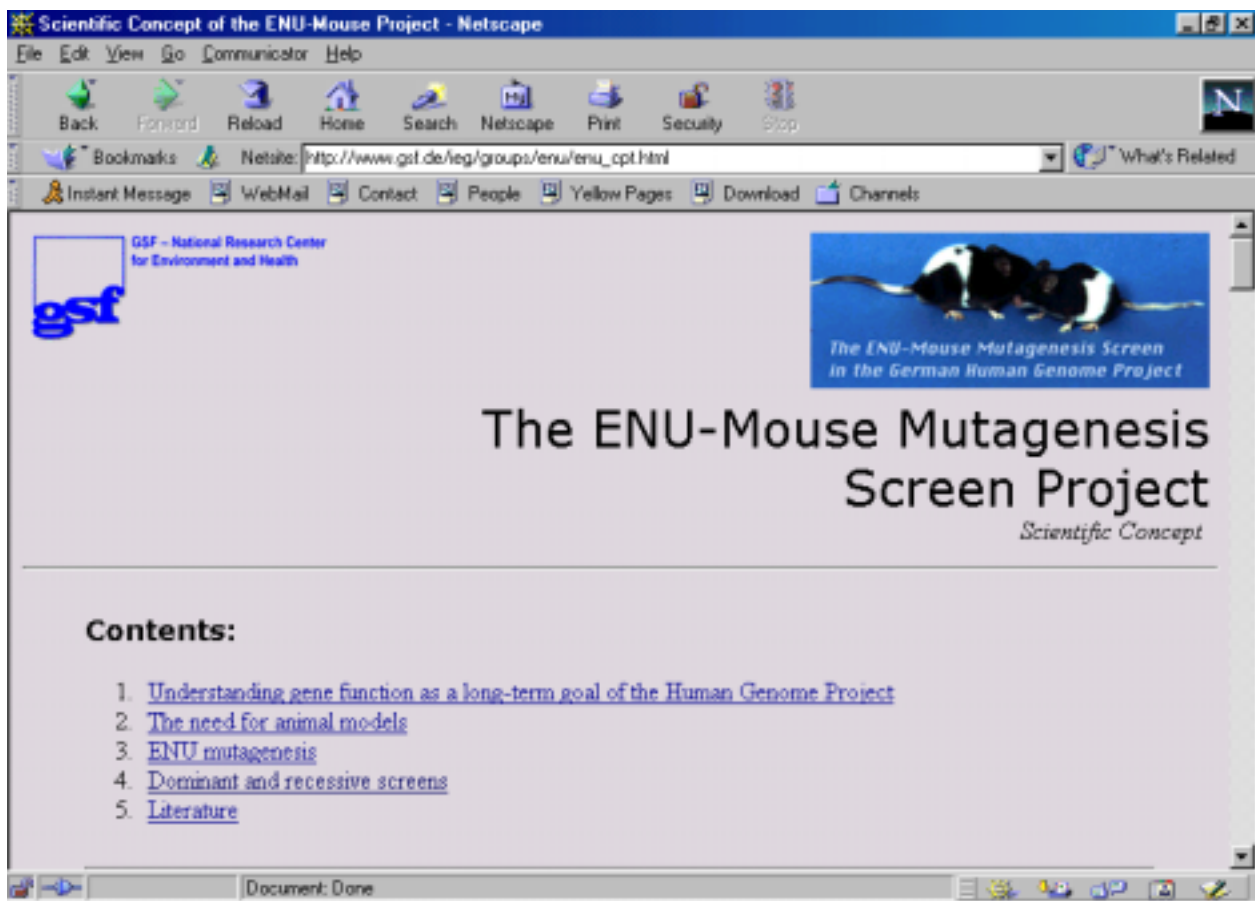 Scientific Concept of the ENU-Mouse Project - Netscape
File Edit View Go Communicator Help
Back Forward Reload Home Search Netscape Print Security Stop
My
N
Bookmarks Netsite: http://www.gsf.de/ieg/groups/enu/enu_cpt.html What's Related
Instant Message WebMail Contact People Yellow Pages Download Channels
GSF – National Research Center
for Environment and Health
gsf
The ENU-Mouse Mutagenesis Screen
in the German Human Genome Project
The ENU-Mouse Mutagenesis
Screen Project
Scientific Concept
Contents:
1. Understanding gene function as a long-term goal of the Human Genome Project
2. The need for animal models
3. ENU mutagenesis
4. Dominant and recessive screens
5. Literature
Document: Done